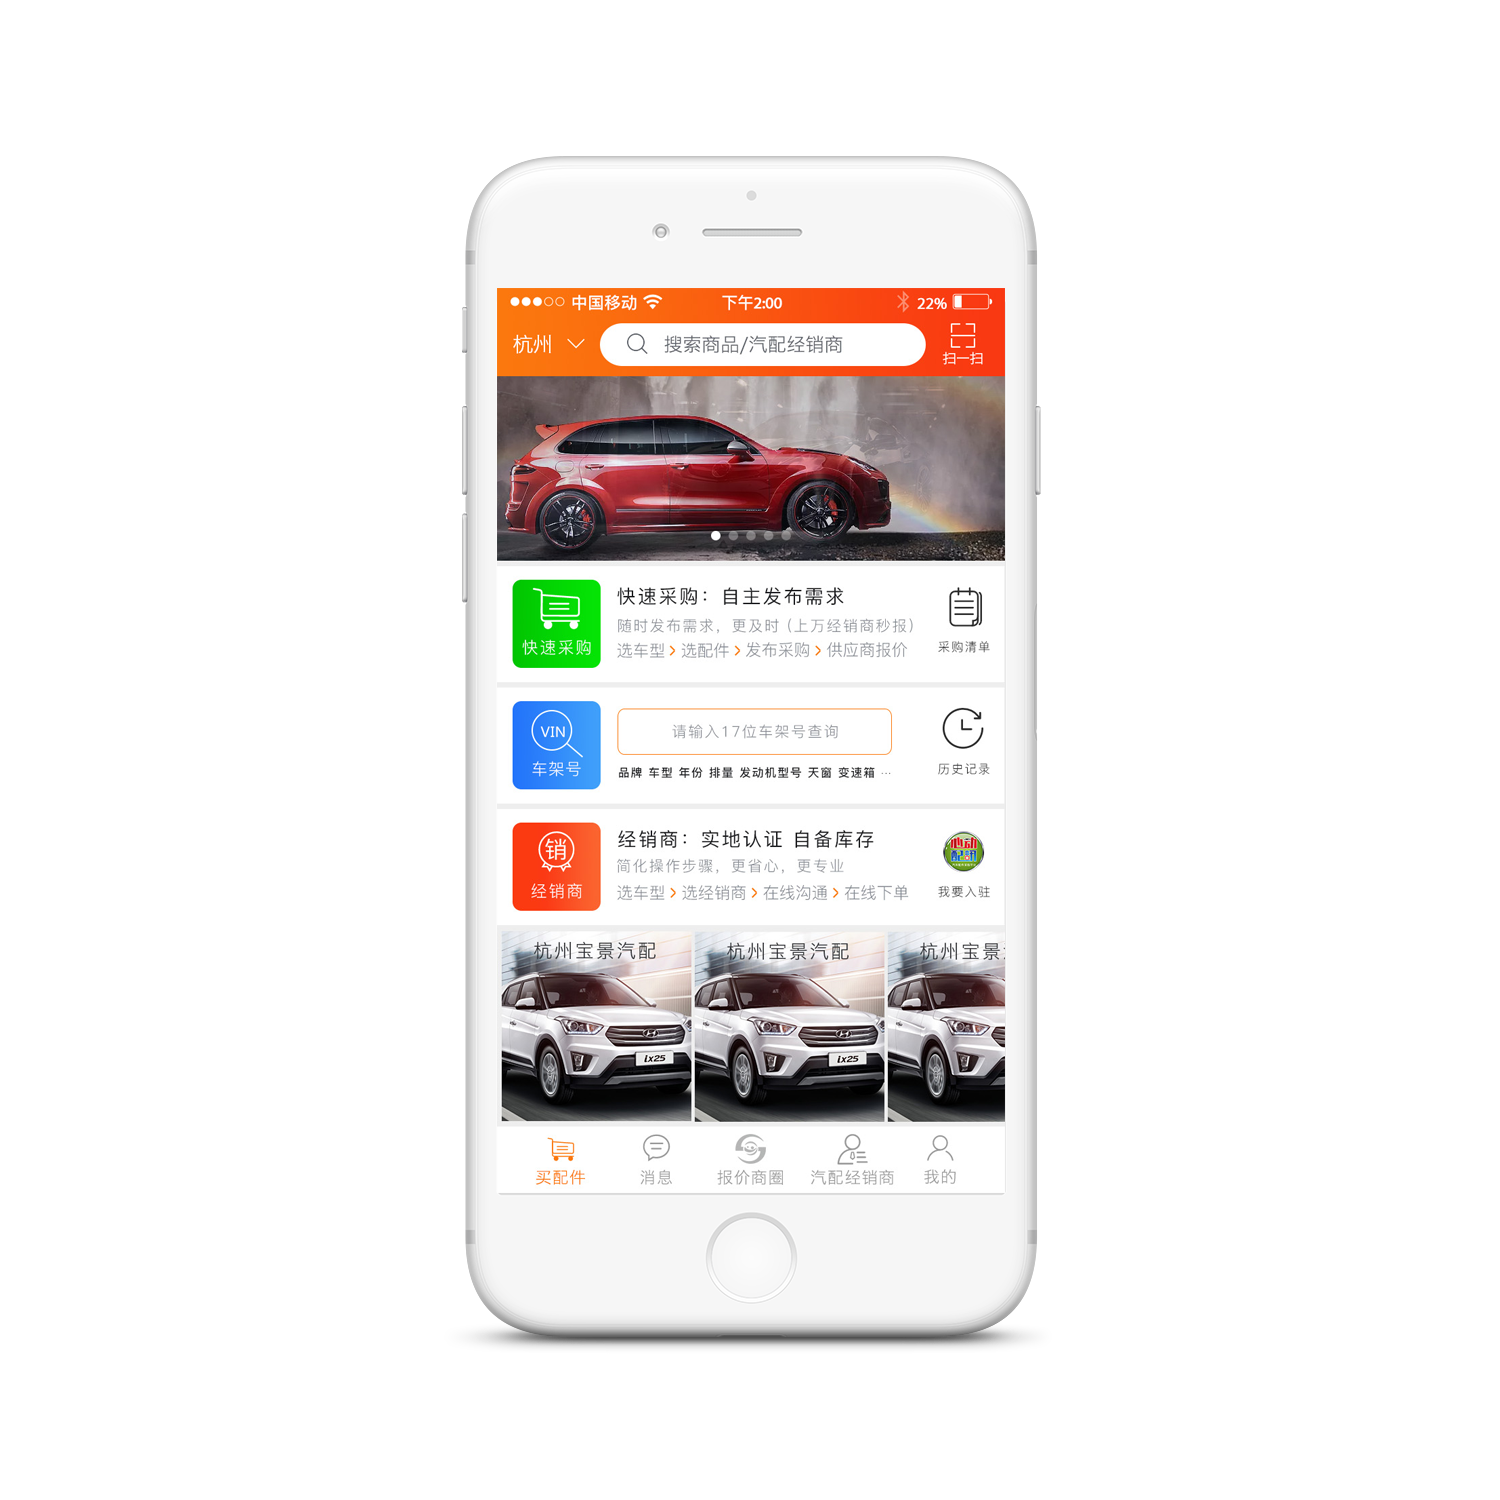 中国移动 下午2:00 22%
杭州 搜索商品/汽配经销商
扫一扫
快速采购：自主发布需求
随时发布需求，更及时（上万经销商秒报）
快速采购 选车型 > 选配件 > 发布采购 > 供应商报价 采购清单
VIN 请输入17位车架号查询
车架号 品牌 车型 年份 排量 发动机型号 天窗 变速箱 ··· 历史记录
销 经销商：实地认证 自备库存 心动
配讯
简化操作步骤，更省心，更专业
经销商 选车型 > 选经销商 > 在线沟通 > 在线下单 我要入驻
杭州宝景汽配 杭州宝景汽配 杭州宝景
ix25 ix25
买配件 消息 报价商圈 汽配经销商 我的